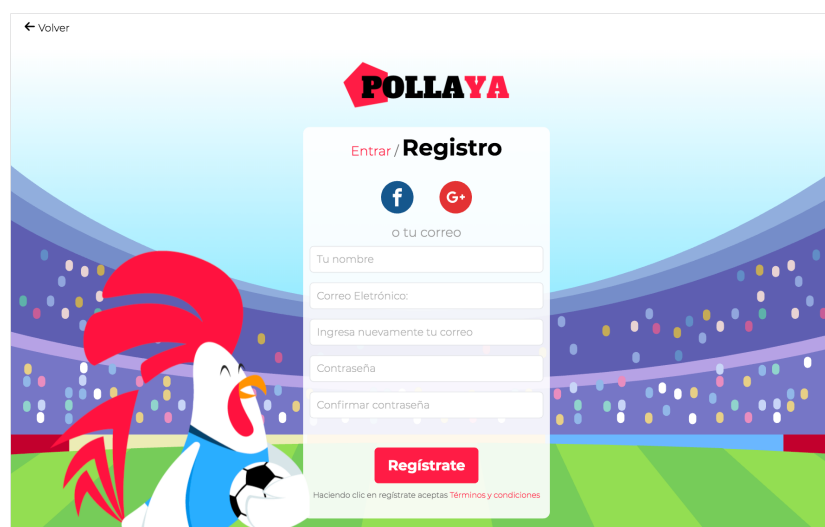 ← Volver
POLLAYA
Entrar / Registro
f G+
o tu correo
Tu nombre
Correo Eletrónico:
Ingresa nuevamente tu correo
Contraseña
Confirmar contraseña
Regístrate
Haciendo clic en regístrate aceptas Términos y condiciones